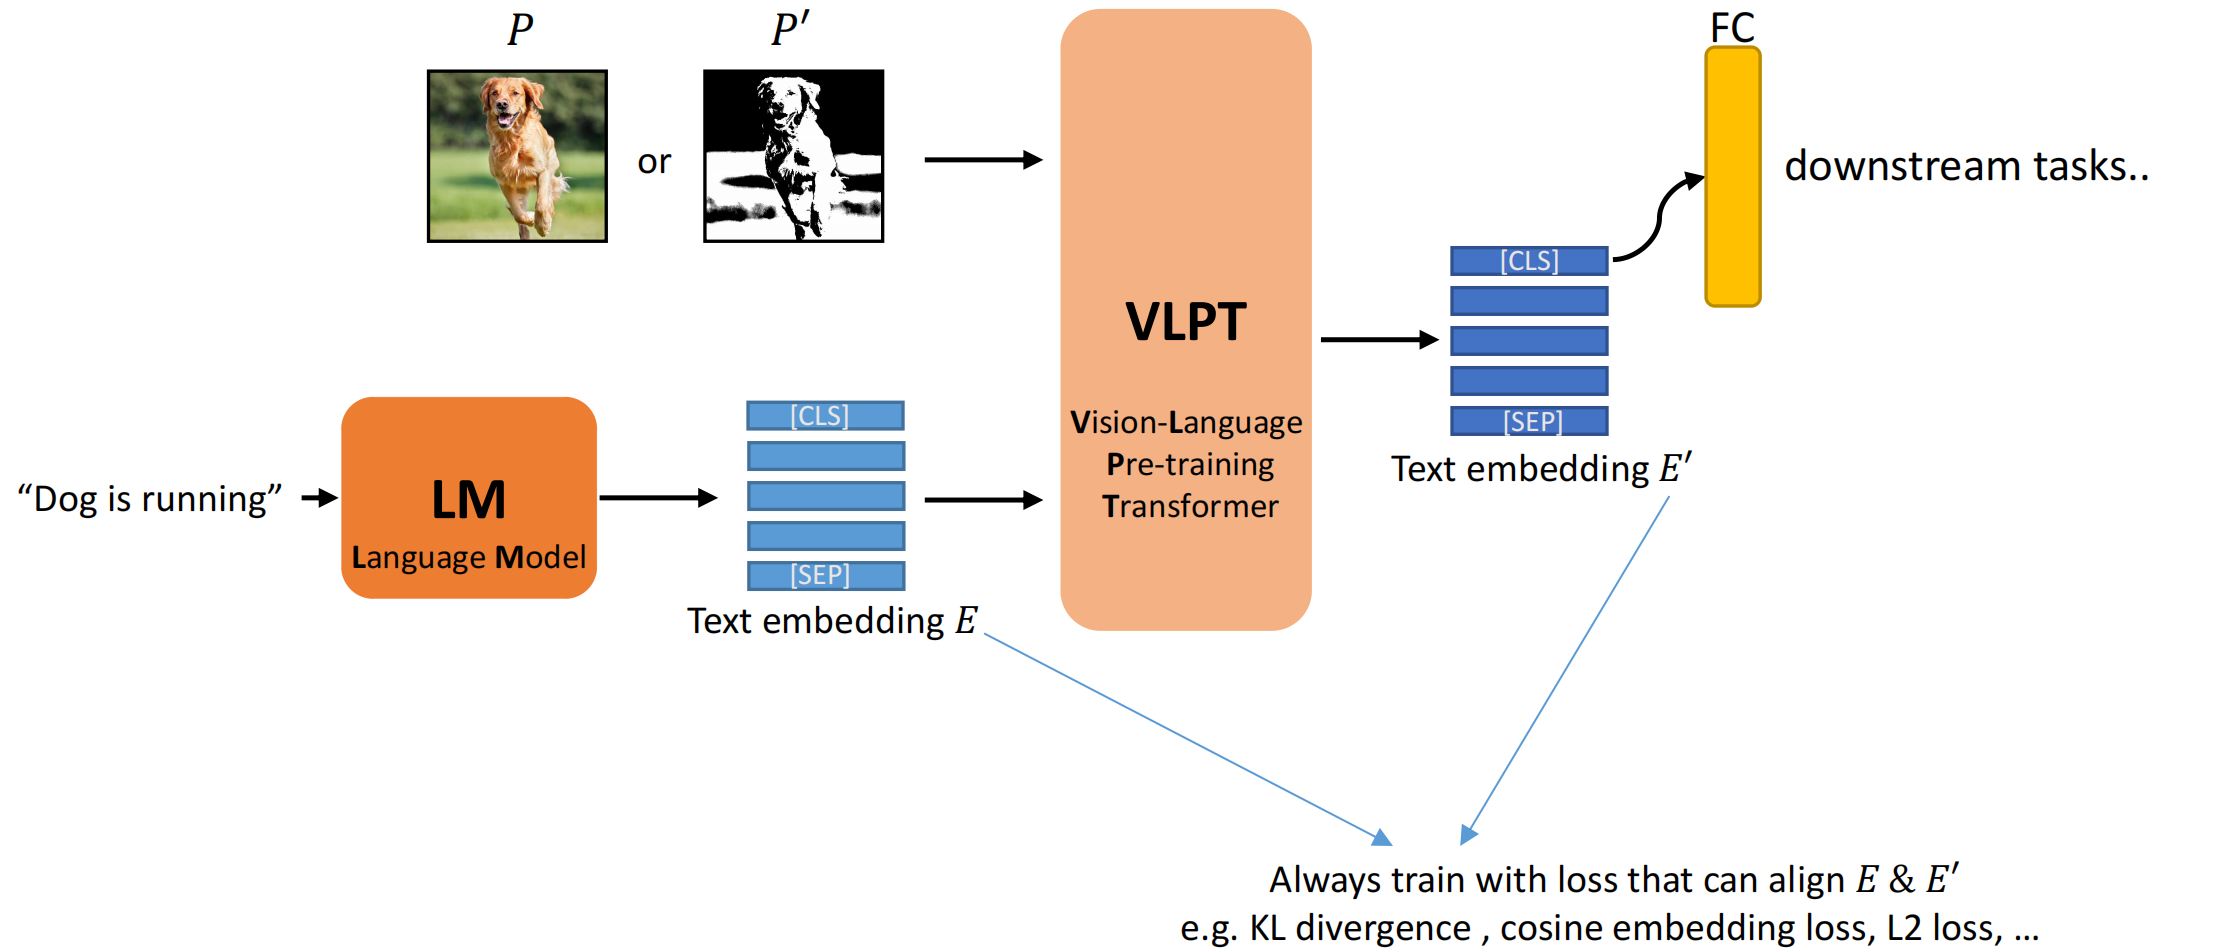 P
P′
or
FC
downstream tasks..
VLPT
Vision-Language
Pre-training
Transformer
[CLS]
[SEP]
Text embedding E′
“Dog is running”
LM
Language Model
[CLS]
[SEP]
Text embedding E
Always train with loss that can align E & E′
e.g. KL divergence , cosine embedding loss, L2 loss, ...